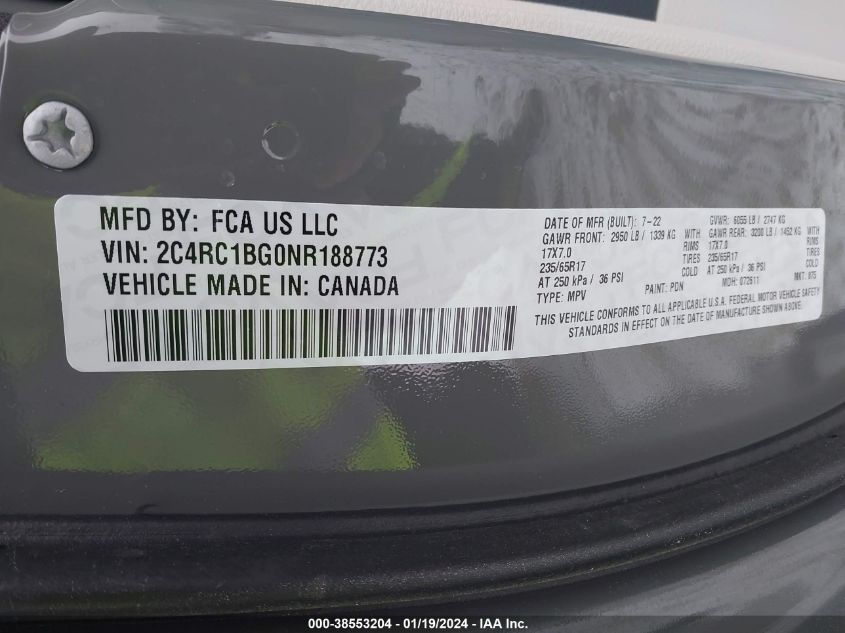 MFD BY: FCA US LLC
VIN: 2C4RC1BG0NR188773
VEHICLE MADE IN: CANADA
DATE OF MFR (BUILT): 7-22 GVWR: 6055 LB / 2747 KG
GAWR FRONT: 2950 LB / 1339 KG WITH GAWR REAR: 3200 LB / 1452 KG WITH
17X7.0 RIMS 17X7.0 RIMS
235/65R17 TIRES 235/65R17 TIRES
AT 250 kPa / 36 PSI COLD AT 250 kPa / 36 PSI COLD
TYPE: MPV PAINT: PDN MDH: 072611 MKT: 975
THIS VEHICLE CONFORMS TO ALL APPLICABLE U.S.A. FEDERAL MOTOR VEHICLE SAFETY
STANDARDS IN EFFECT ON THE DATE OF MANUFACTURE SHOWN ABOVE.
000-38553204 - 01/19/2024 - IAA Inc.